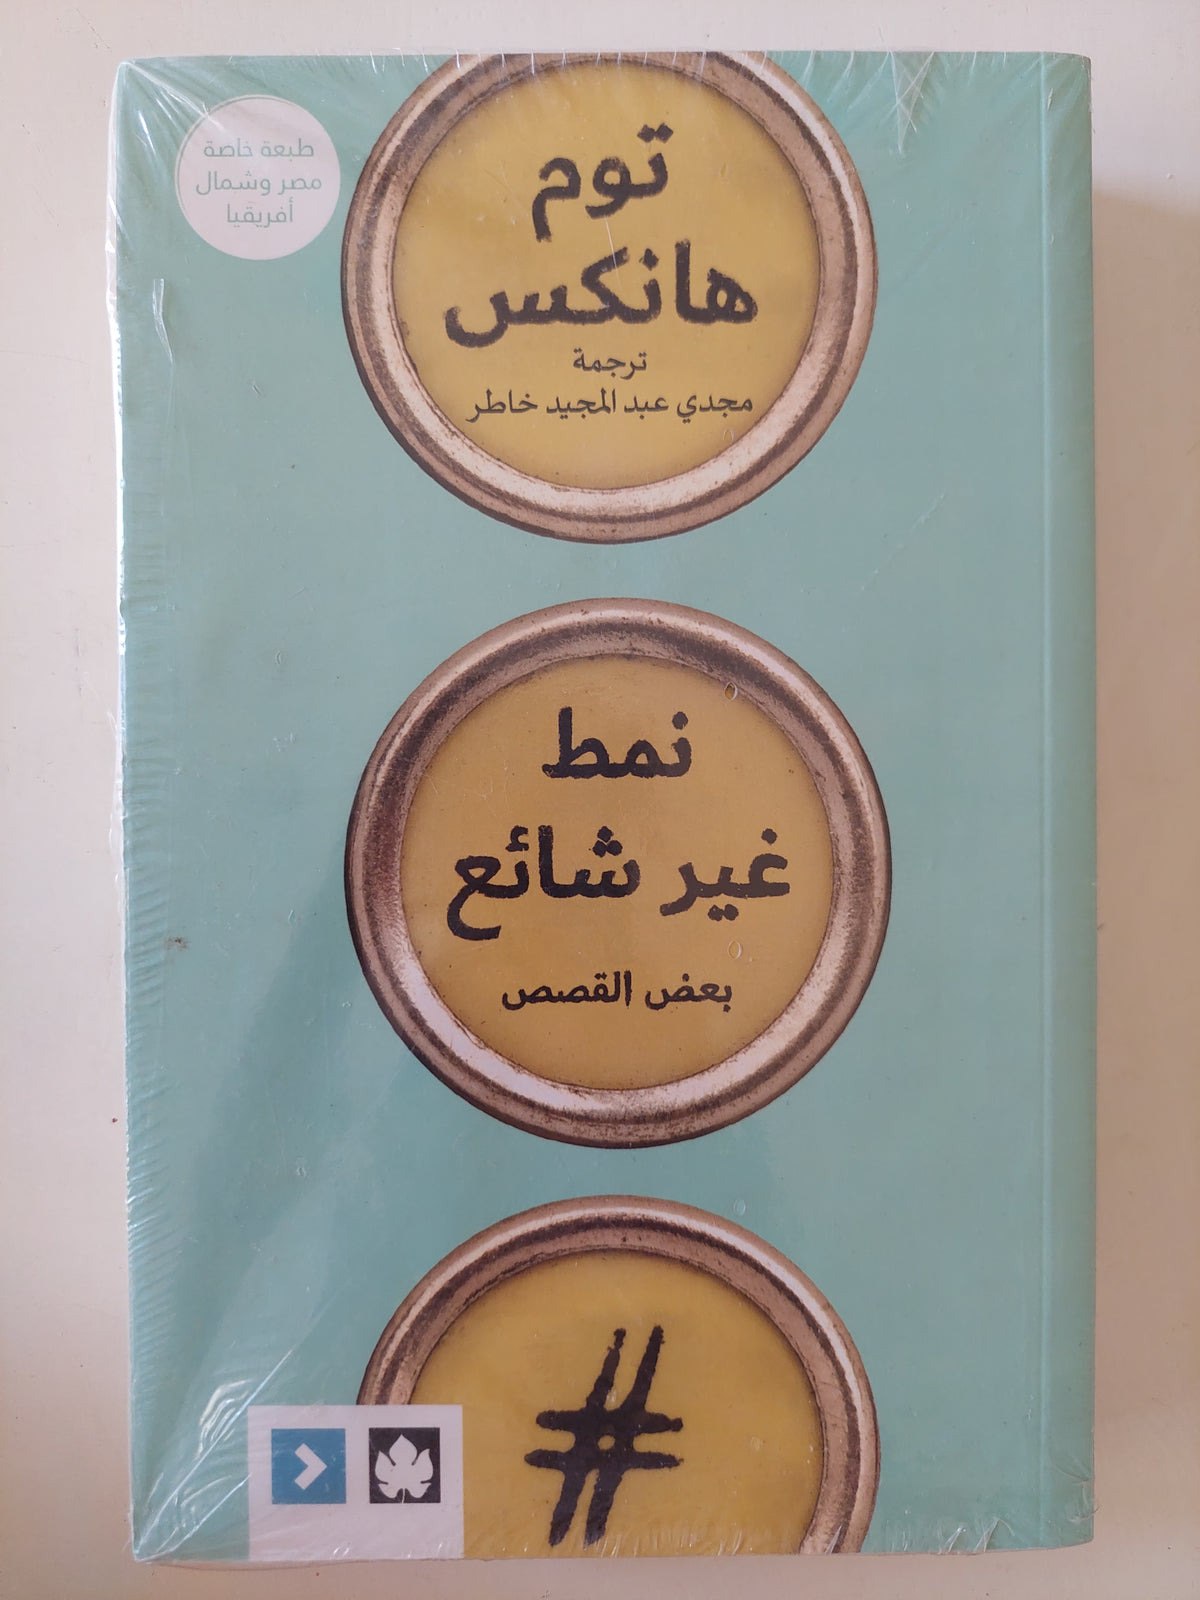 طبعة خاصة
مصر وشمال
أفريقيا
توم
هانكس
ترجمة
مجدي عبد المجيد خاطر
نمط
غير شائع
بعض القصص
#